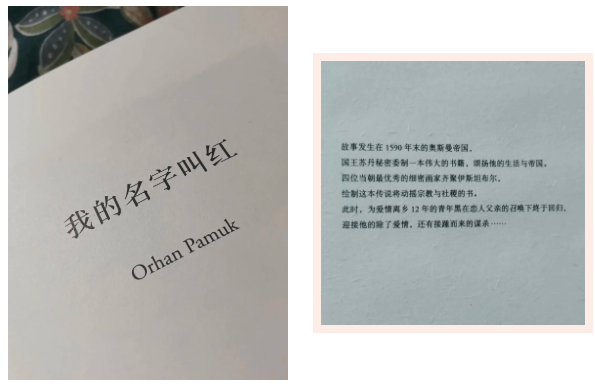 我的名字叫红
Orhan Pamuk
故事发生在 1590 年末的奥斯曼帝国。
国王苏丹秘密委制一本伟大的书籍，颂扬他的生活与帝国。
四位当朝最优秀的细密画家齐聚伊斯坦布尔，
绘制这本传说将动摇宗教与社稷的书。
此时，为爱情离乡 12 年的青年黑在恋人父亲的召唤下终于回归，
迎接他的除了爱情，还有接踵而来的谋杀……